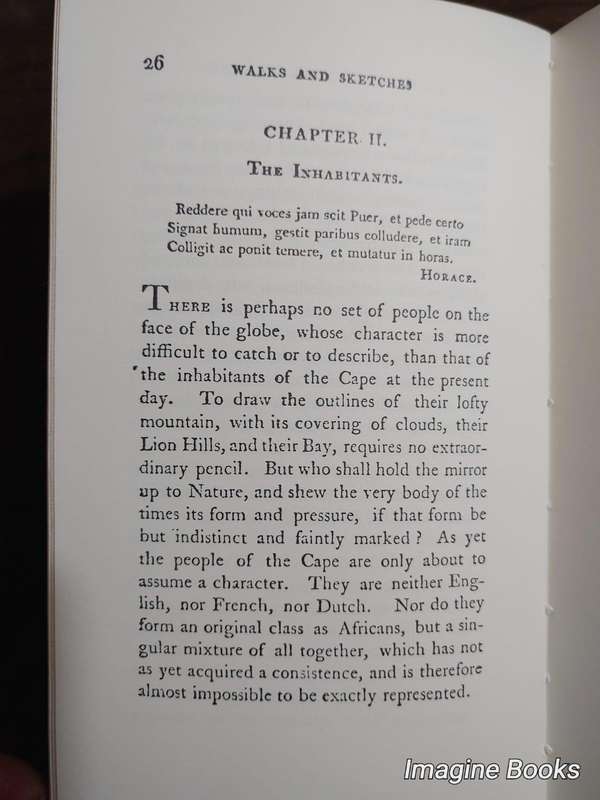 26
WALKS AND SKETCHES
CHAPTER II.
THE INHABITANTS.
Reddere qui voces jam scit Puer, et pede certo
Signat humum, gestit paribus colludere, et iram
Colligit ac ponit temere, et mutatur in horas.
HORACE.
THERE is perhaps no set of people on the
face of the globe, whose character is more
difficult to catch or to describe, than that of
the inhabitants of the Cape at the present
day. To draw the outlines of their lofty
mountain, with its covering of clouds, their
Lion Hills, and their Bay, requires no extraor-
dinary pencil. But who shall hold the mirror
up to Nature, and shew the very body of the
times its form and pressure, if that form be
but indistinct and faintly marked? As yet
the people of the Cape are only about to
assume a character. They are neither Eng-
lish, nor French, nor Dutch. Nor do they
form an original class as Africans, but a sin-
gular mixture of all together, which has not
as yet acquired a consistence, and is therefore
almost impossible to be exactly represented.
Imagine Books